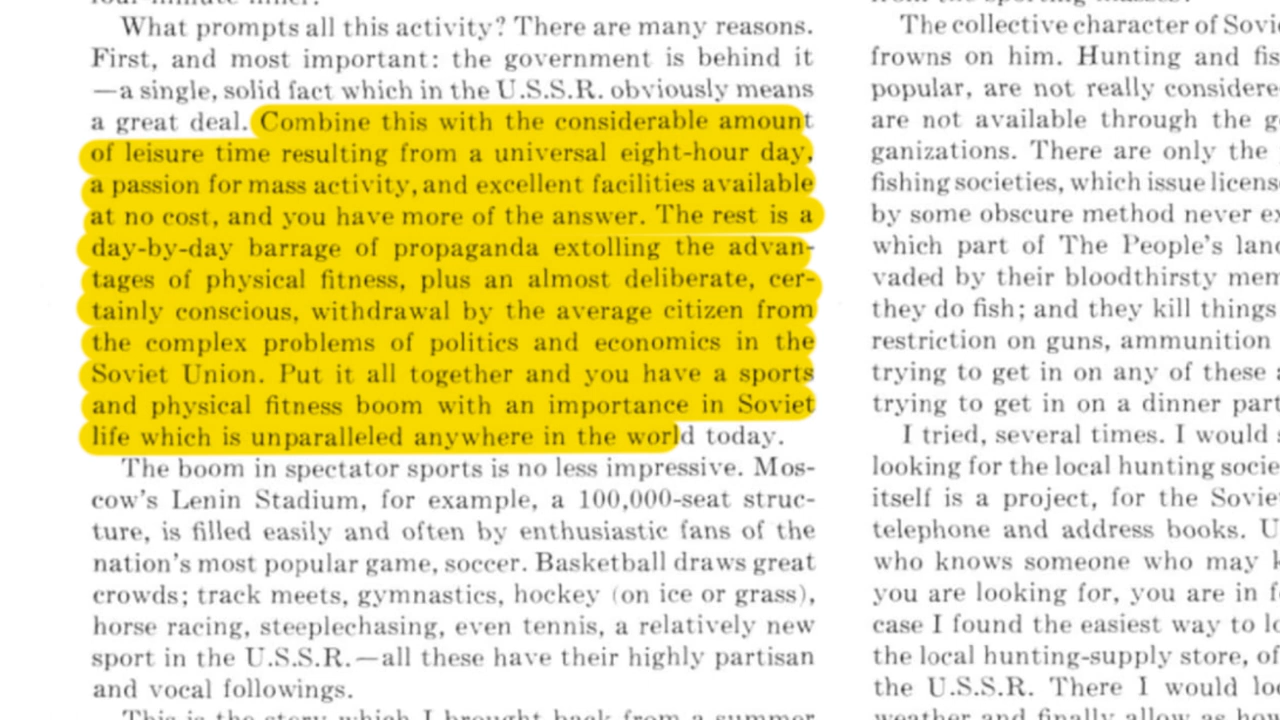 What prompts all this activity? There are many reasons.
First, and most important: the government is behind it
—a single, solid fact which in the U.S.S.R. obviously means
a great deal. Combine this with the considerable amount
of leisure time resulting from a universal eight-hour day,
a passion for mass activity, and excellent facilities available
at no cost, and you have more of the answer. The rest is a
day-by-day barrage of propaganda extolling the advan-
tages of physical fitness, plus an almost deliberate, cer-
tainly conscious, withdrawal by the average citizen from
the complex problems of politics and economics in the
Soviet Union. Put it all together and you have a sports
and physical fitness boom with an importance in Soviet
life which is unparalleled anywhere in the world today.
The boom in spectator sports is no less impressive. Mos-
cow's Lenin Stadium, for example, a 100,000-seat struc-
ture, is filled easily and often by enthusiastic fans of the
nation's most popular game, soccer. Basketball draws great
crowds; track meets, gymnastics, hockey (on ice or grass),
horse racing, steeplechasing, even tennis, a relatively new
sport in the U.S.S.R.—all these have their highly partisan
and vocal followings.
This is the story which I brought back from a summer
The collective character of
frowns on him. Hunting and
popular, are not really
are not available through the
ganizations. There are only the
fishing societies, which issue
by some obscure method never
which part of The People's
vaded by their bloodthirsty
they do fish; and they kill things
restriction on guns, ammunition
trying to get in on any of these
trying to get in on a dinner
I tried, several times. I would
looking for the local hunting
itself is a project, for the
telephone and address books.
who knows someone who may
you are looking for, you are in
case I found the easiest way to
the local hunting-supply store,
the U.S.S.R. There I would
weather and finally allow as